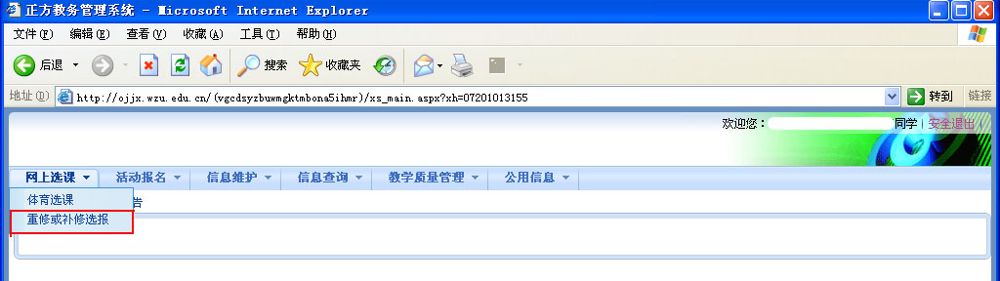 正方教务管理系统 - Microsoft Internet Explorer
文件(F) 编辑(E) 查看(V) 收藏(A) 工具(T) 帮助(H)
后退 搜索 收藏夹
地址(D) http://ojjx.wzu.edu.cn/(vgcdsyzbuwmgktmbona5ihmr)/xs_main.aspx?xh=07201013155 转到 链接
欢迎您: 同学 | 安全退出 |
网上选课 活动报名 信息维护 信息查询 教学质量管理 公用信息
体育选课 告
重修或补修选报